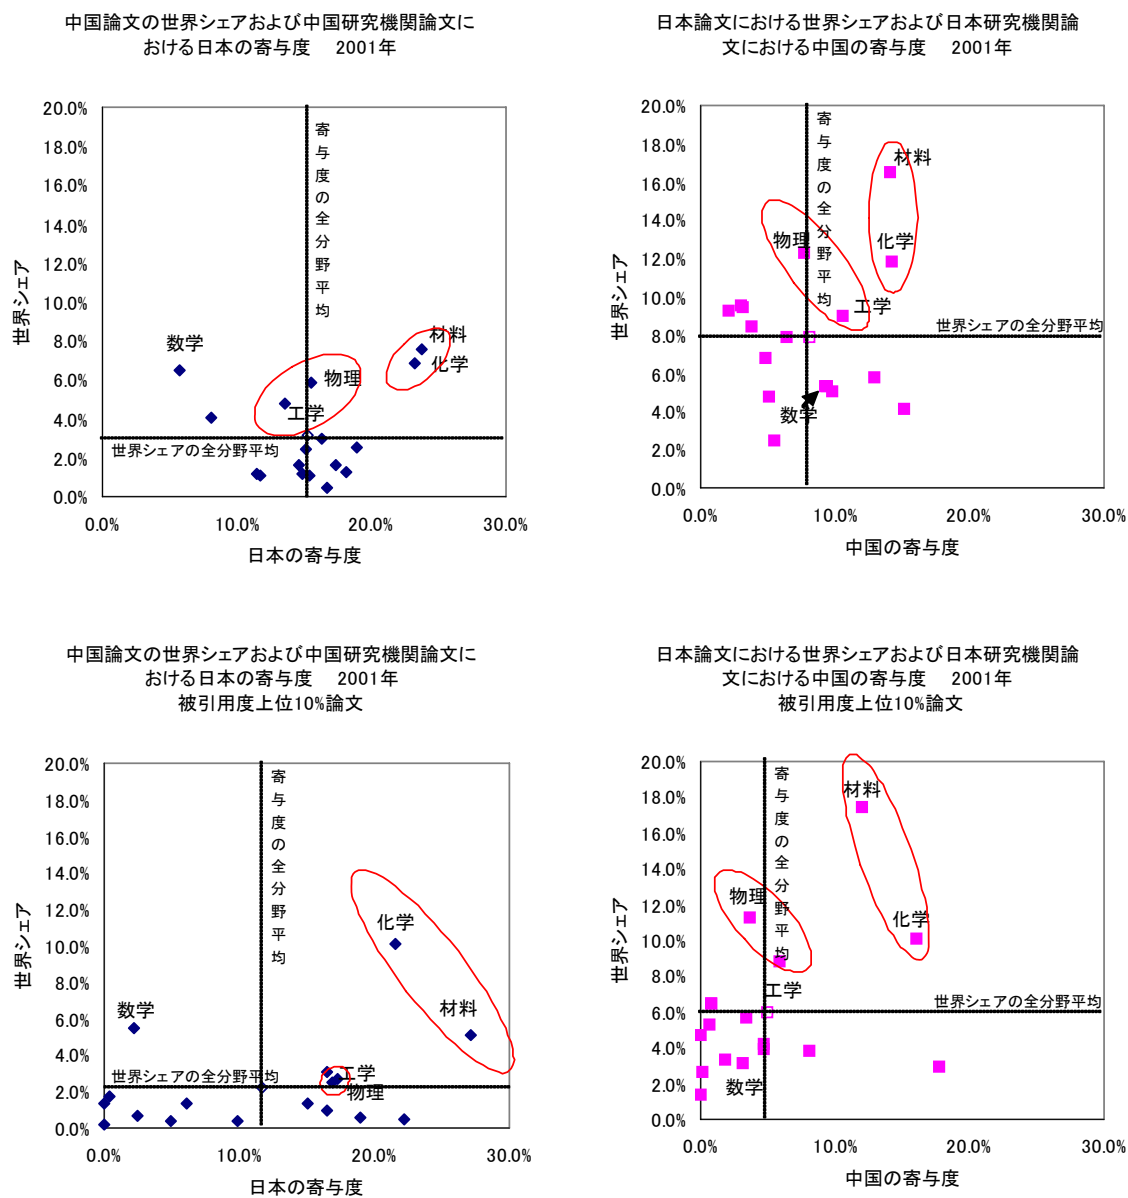 中国論文の世界シェアおよび中国研究機関論文に
おける日本の寄与度　2001年
世界シェア
20.0%
18.0%
16.0%
14.0%
12.0%
10.0%
8.0%
6.0%
4.0%
2.0%
0.0%
寄与度の全分野平均
数学
材料
化学
物理
工学
世界シェアの全分野平均
0.0%
10.0%
20.0%
30.0%
日本の寄与度
日本論文における世界シェアおよび日本研究機関論
文における中国の寄与度　2001年
世界シェア
20.0%
18.0%
16.0%
14.0%
12.0%
10.0%
8.0%
6.0%
4.0%
2.0%
0.0%
寄与度の全分野平均
材料
物理
化学
工学
世界シェアの全分野平均
数学
0.0%
10.0%
20.0%
30.0%
中国の寄与度
中国論文の世界シェアおよび中国研究機関論文に
おける日本の寄与度　2001年
被引用度上位10%論文
世界シェア
20.0%
18.0%
16.0%
14.0%
12.0%
10.0%
8.0%
6.0%
4.0%
2.0%
0.0%
寄与度の全分野平均
化学
数学
材料
工学
世界シェアの全分野平均
物理
0.0%
10.0%
20.0%
30.0%
日本の寄与度
日本論文における世界シェアおよび日本研究機関論
文における中国の寄与度　2001年
被引用度上位10%論文
世界シェア
20.0%
18.0%
16.0%
14.0%
12.0%
10.0%
8.0%
6.0%
4.0%
2.0%
0.0%
寄与度の全分野平均
材料
物理
化学
工学
世界シェアの全分野平均
数学
0.0%
10.0%
20.0%
30.0%
中国の寄与度